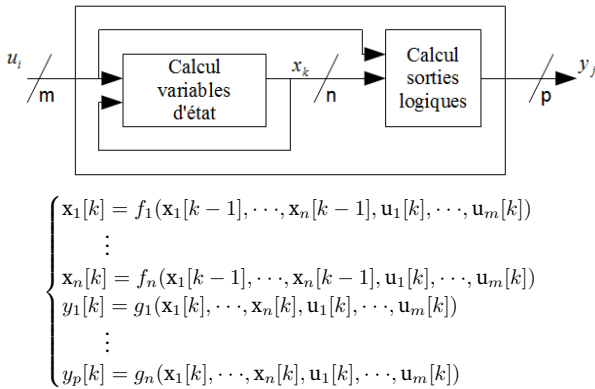 u_i
m
Calcul
variables
d'état
x_k
n
Calcul
sorties
logiques
p
y_j
x_1[k] = f_1(x_1[k − 1], · · · , x_n[k − 1], u_1[k], · · · , u_m[k])
⋮
x_n[k] = f_n(x_1[k − 1], · · · , x_n[k − 1], u_1[k], · · · , u_m[k])
y_1[k] = g_1(x_1[k], · · · , x_n[k], u_1[k], · · · , u_m[k])
⋮
y_p[k] = g_n(x_1[k], · · · , x_n[k], u_1[k], · · · , u_m[k])